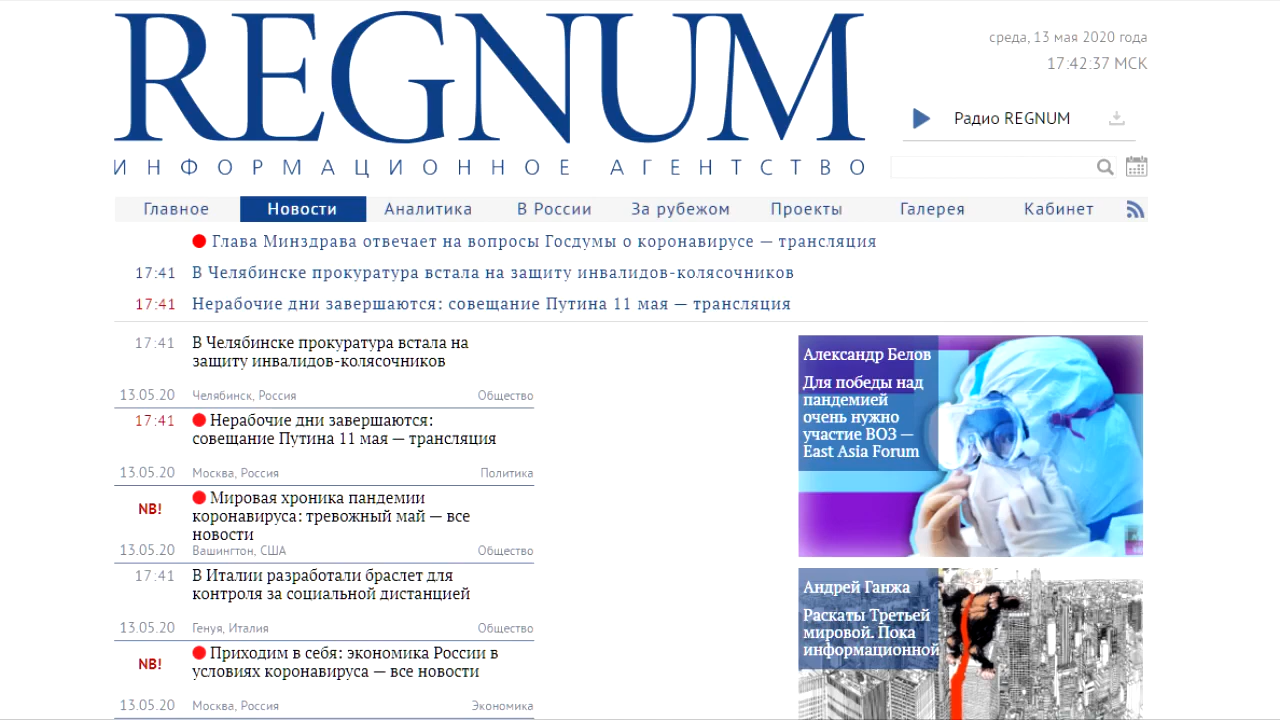 REGNUM
ИНФОРМАЦИОННОЕ АГЕНТСТВО
среда, 13 мая 2020 года
17:42:37 МСК
Радио REGNUM
Главное Новости Аналитика В России За рубежом Проекты Галерея Кабинет
Глава Минздрава отвечает на вопросы Госдумы о коронавирусе — трансляция
17:41 В Челябинске прокуратура встала на защиту инвалидов-колясочников
17:41 Нерабочие дни завершаются: совещание Путина 11 мая — трансляция
17:41 В Челябинске прокуратура встала на
защиту инвалидов-колясочников
13.05.20 Челябинск, Россия Общество
17:41 Нерабочие дни завершаются:
совещание Путина 11 мая — трансляция
13.05.20 Москва, Россия Политика
NB! Мировая хроника пандемии
коронавируса: тревожный май — все
новости
13.05.20 Вашингтон, США Общество
17:41 В Италии разработали браслет для
контроля за социальной дистанцией
13.05.20 Генуя, Италия Общество
NB! Приходим в себя: экономика России в
условиях коронавируса — все новости
13.05.20 Москва, Россия Экономика
Александр Белов
Для победы над
пандемией
очень нужно
участие ВОЗ —
East Asia Forum
Андрей Ганжа
Раскаты Третьей
мировой. Пока
информационной